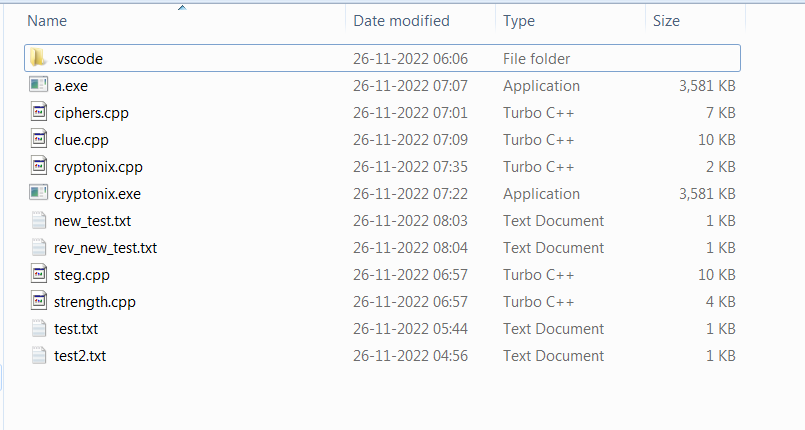 Name Date modified Type Size
.vscode 26-11-2022 06:06 File folder
a.exe 26-11-2022 07:07 Application 3,581 KB
ciphers.cpp 26-11-2022 07:01 Turbo C++ 7 KB
clue.cpp 26-11-2022 07:09 Turbo C++ 10 KB
cryptonix.cpp 26-11-2022 07:35 Turbo C++ 2 KB
cryptonix.exe 26-11-2022 07:22 Application 3,581 KB
new_test.txt 26-11-2022 08:03 Text Document 1 KB
rev_new_test.txt 26-11-2022 08:04 Text Document 1 KB
steg.cpp 26-11-2022 06:57 Turbo C++ 10 KB
strength.cpp 26-11-2022 06:57 Turbo C++ 4 KB
test.txt 26-11-2022 05:44 Text Document 1 KB
test2.txt 26-11-2022 04:56 Text Document 1 KB